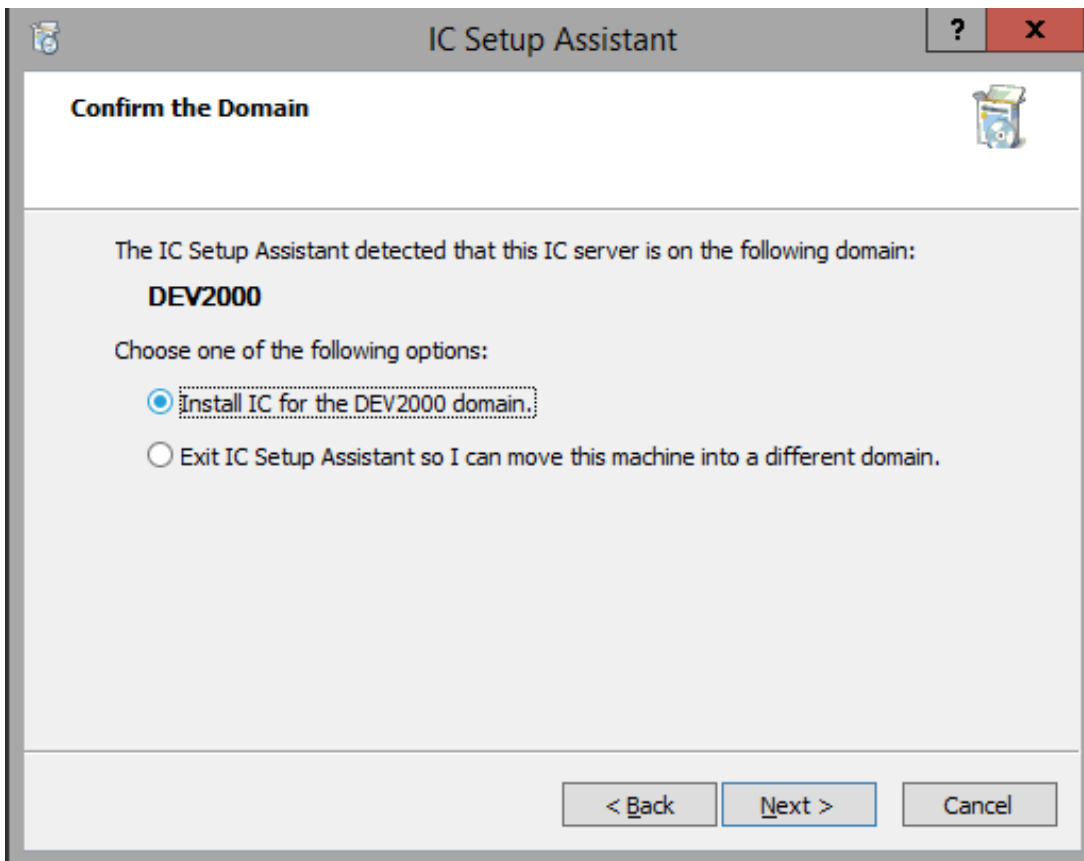 IC Setup Assistant
? x
Confirm the Domain
The IC Setup Assistant detected that this IC server is on the following domain:
DEV2000
Choose one of the following options:
Install IC for the DEV2000 domain.
Exit IC Setup Assistant so I can move this machine into a different domain.
< Back Next > Cancel